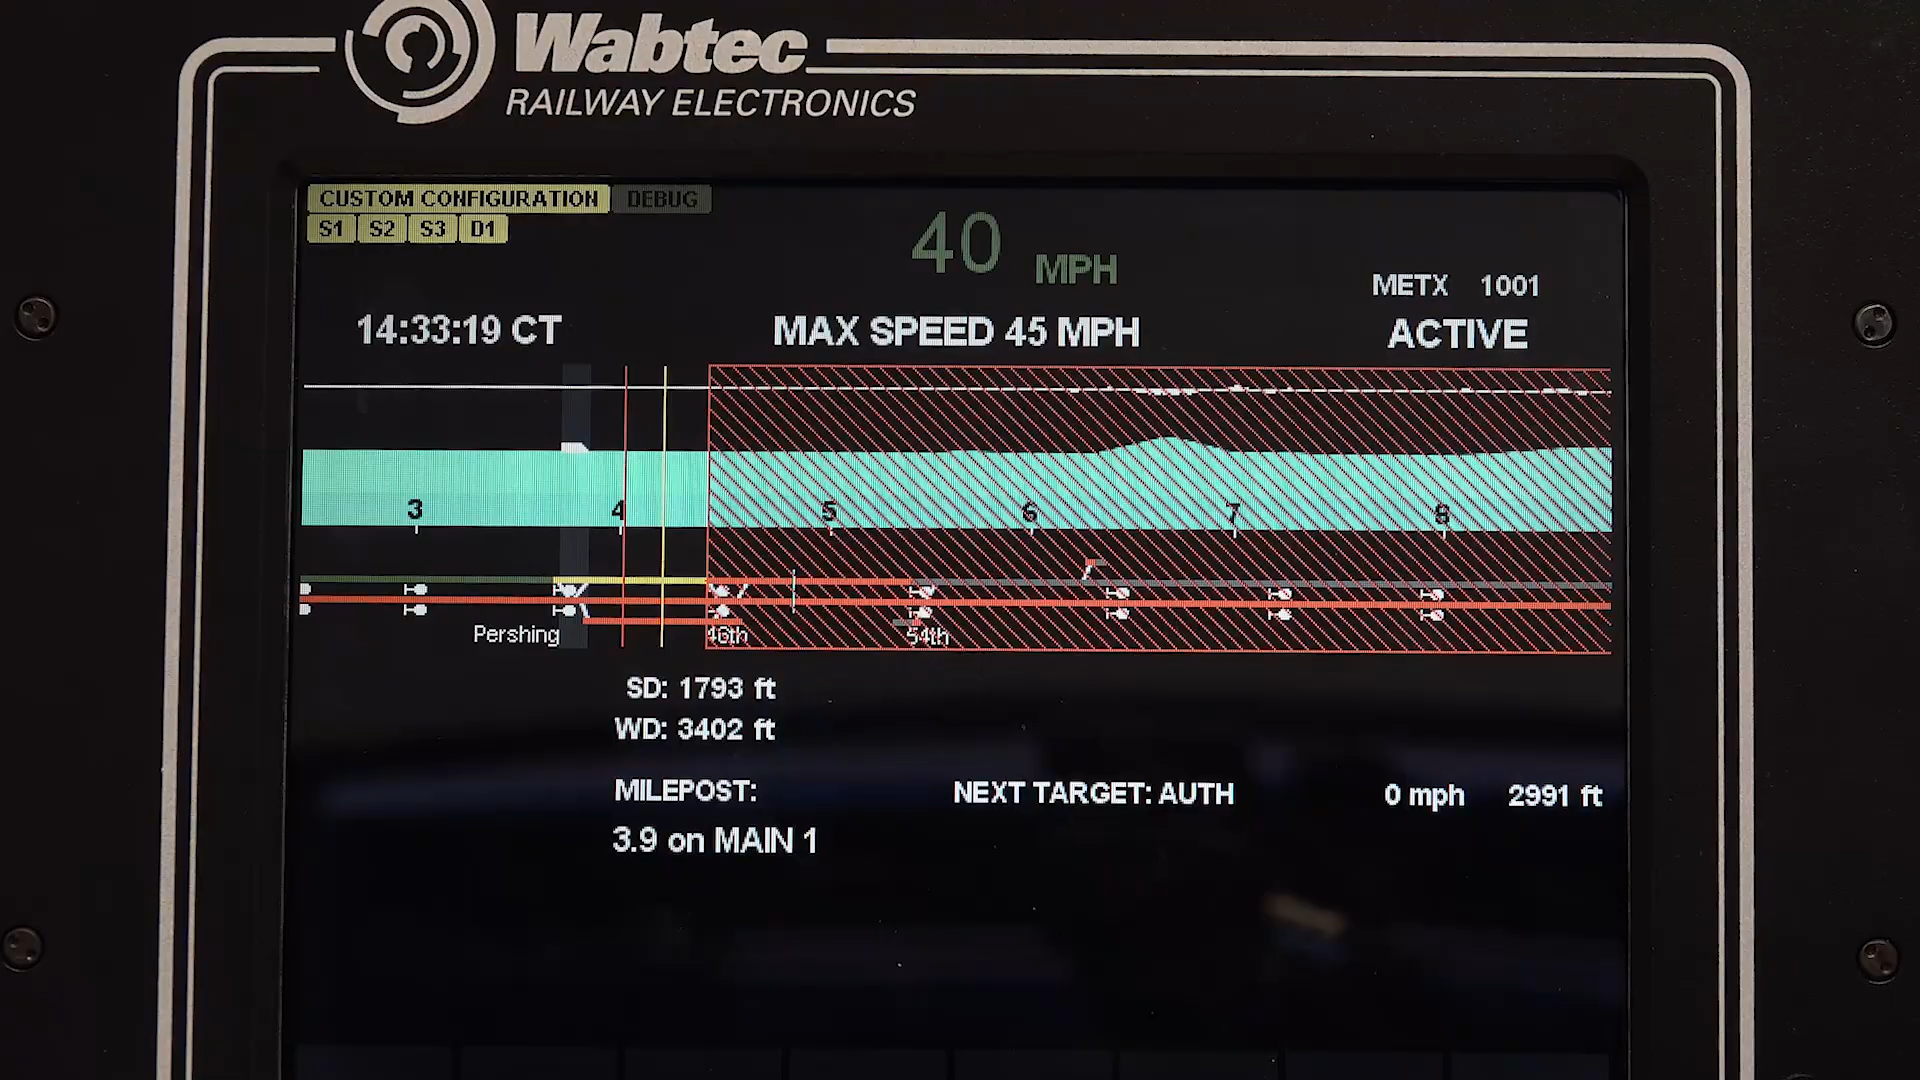 Wabtec
RAILWAY ELECTRONICS
CUSTOM CONFIGURATION DEBUG
S1 S2 S3 D1
40 MPH
METX 1001
14:33:19 CT
MAX SPEED 45 MPH
ACTIVE
3 4 5 6 7 8
Pershing 46th 54th
SD: 1793 ft
WD: 3402 ft
MILEPOST:
NEXT TARGET: AUTH 0 mph 2991 ft
3.9 on MAIN 1